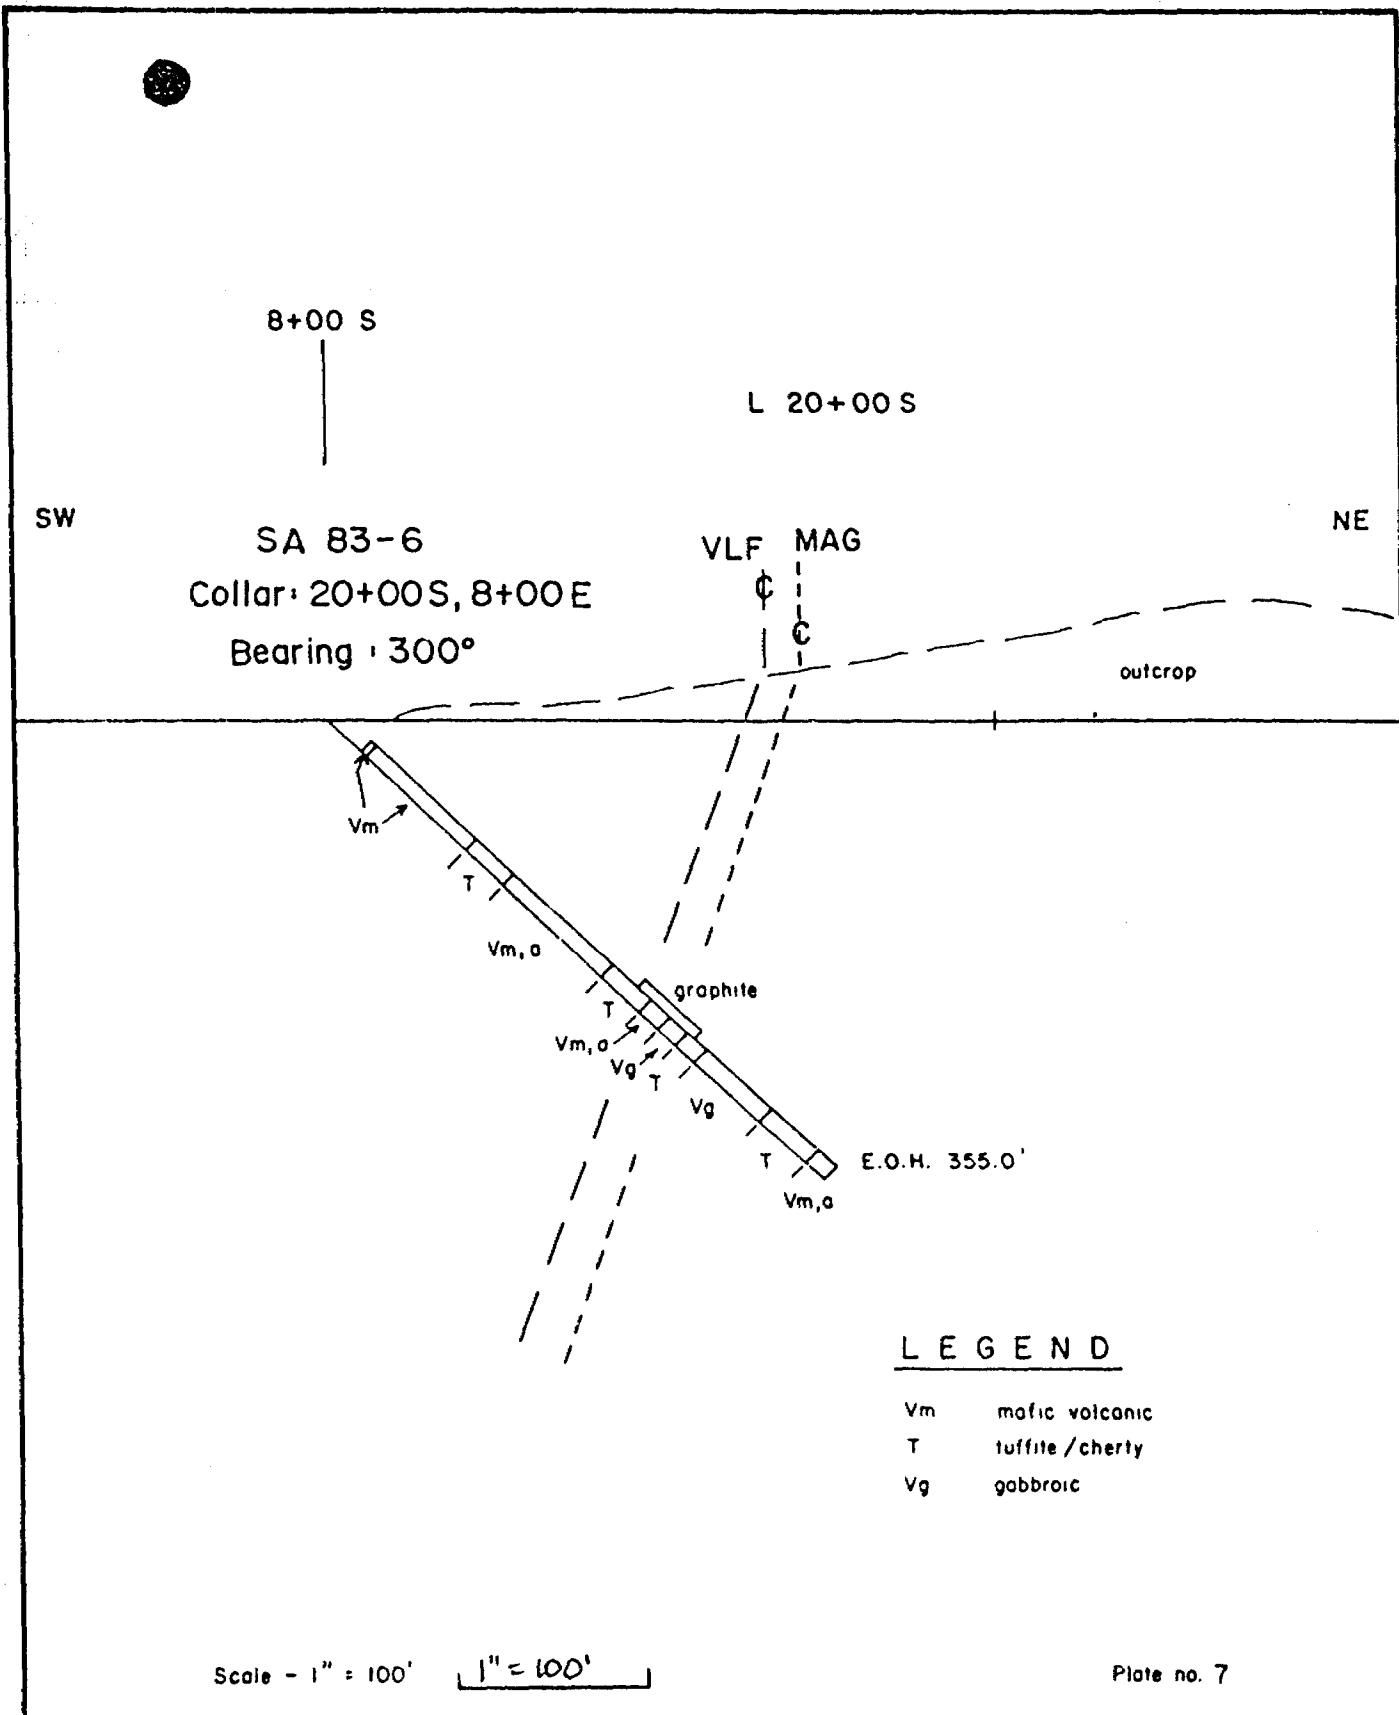 8+00 S
L 20+00 S
SW
NE
SA 83-6
Collar: 20+00S, 8+00E
Bearing : 300°
VLF
MAG
℄
℄
outcrop
Vm
T
Vm,a
graphite
T
Vm,a
Vg
T
Vg
E.O.H. 355.0'
T
Vm,a
LEGEND
Vm mafic volcanic
T tuffite/cherty
Vg gabbroic
Scale - 1" = 100' 1" = 100'
Plate no. 7